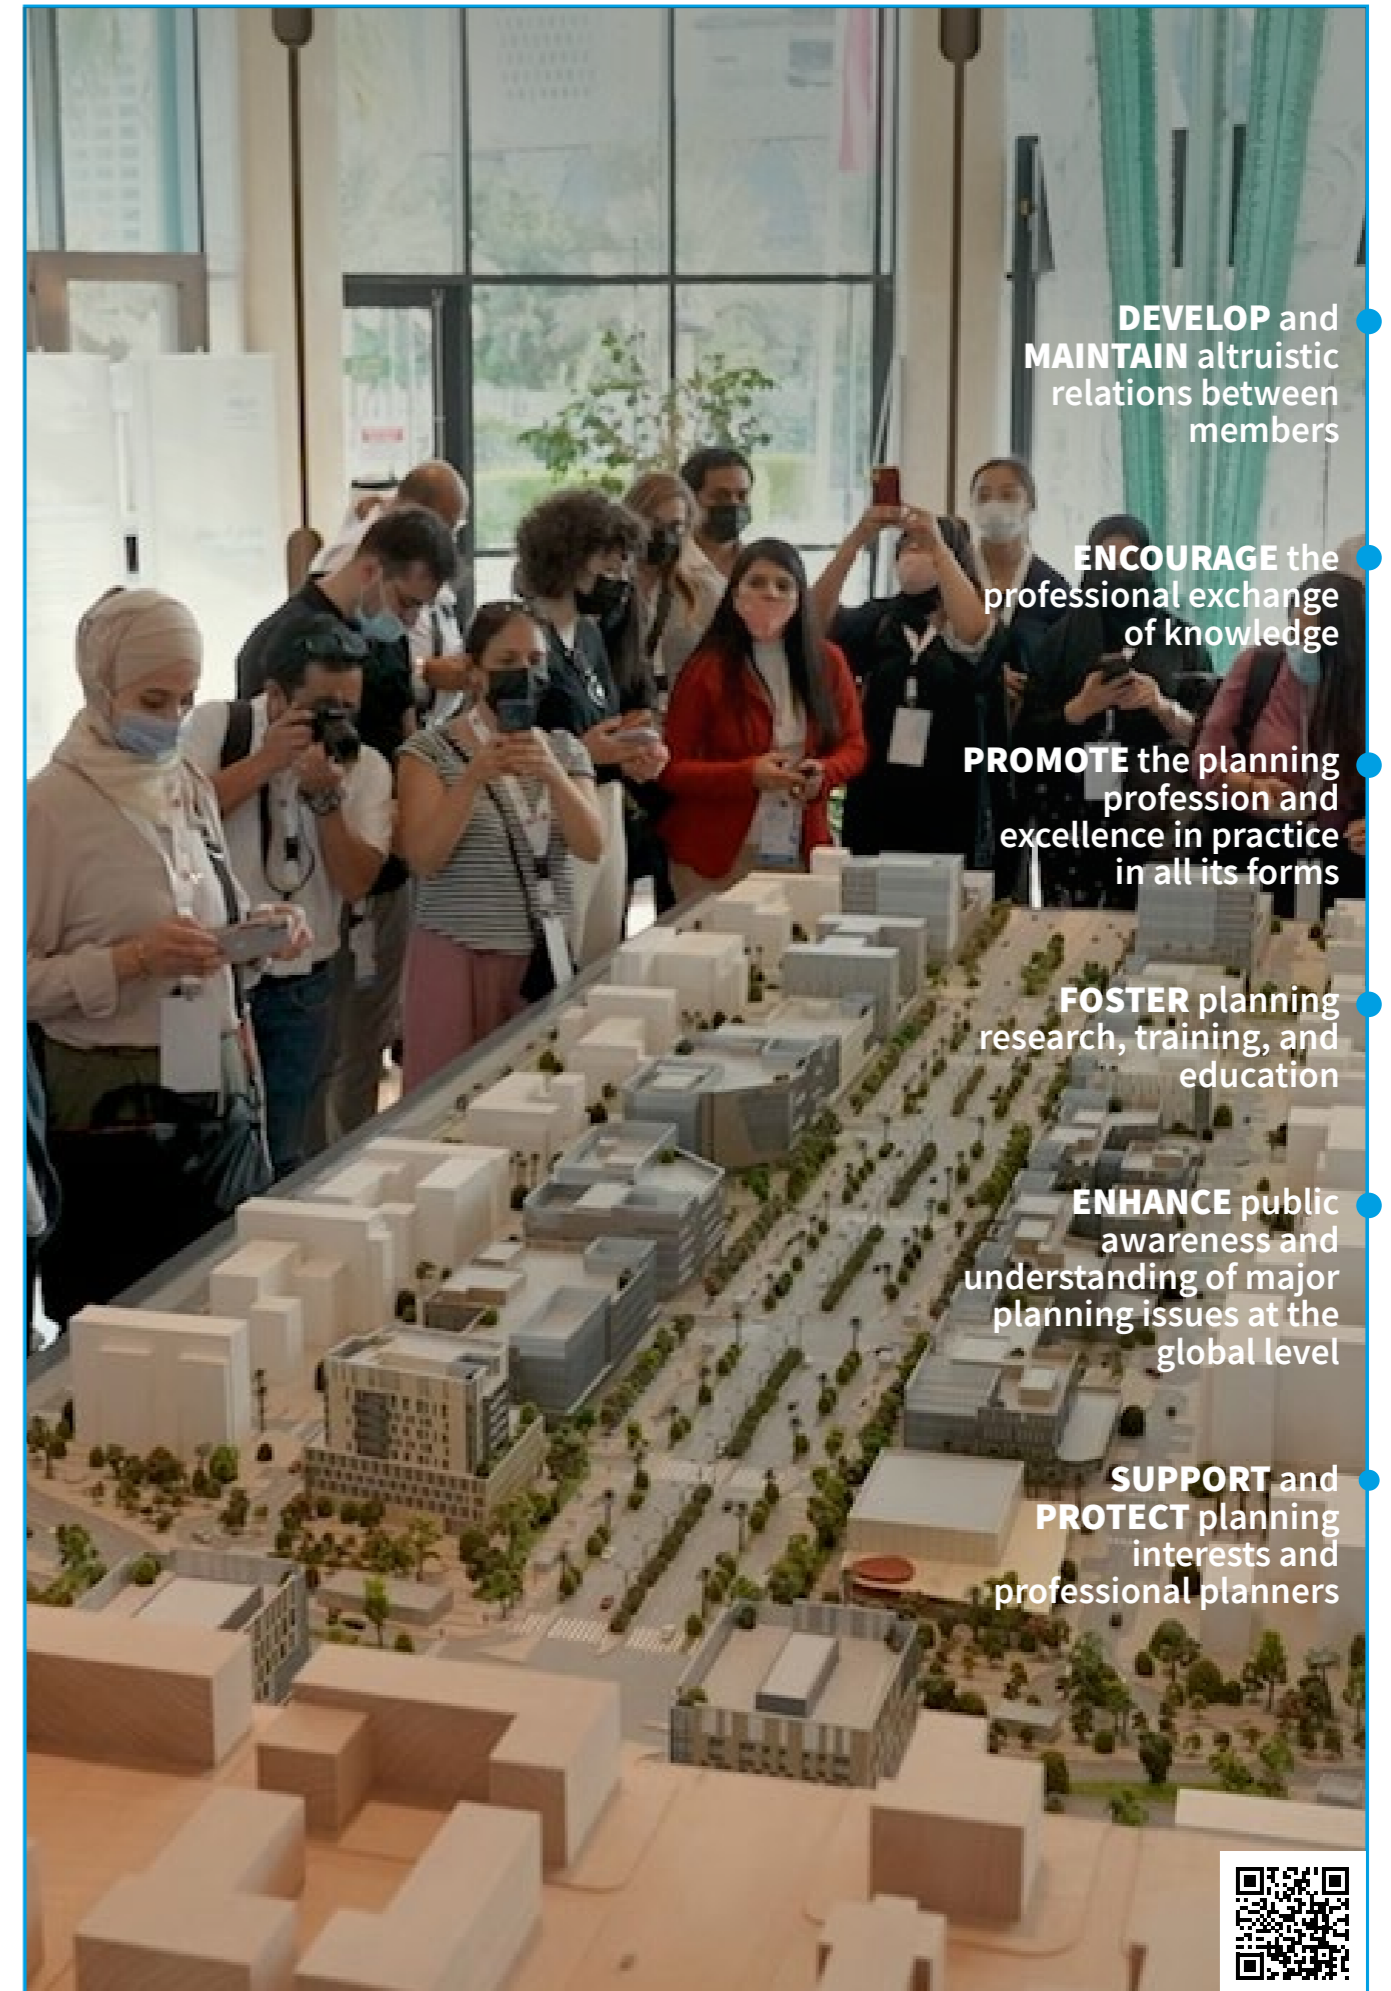 DEVELOP and
MAINTAIN altruistic
relations between
members
ENCOURAGE the
professional exchange
of knowledge
PROMOTE the planning
profession and
excellence in practice
in all its forms
FOSTER planning
research, training, and
education
ENHANCE public
awareness and
understanding of major
planning issues at the
global level
SUPPORT and
PROTECT planning
interests and
professional planners